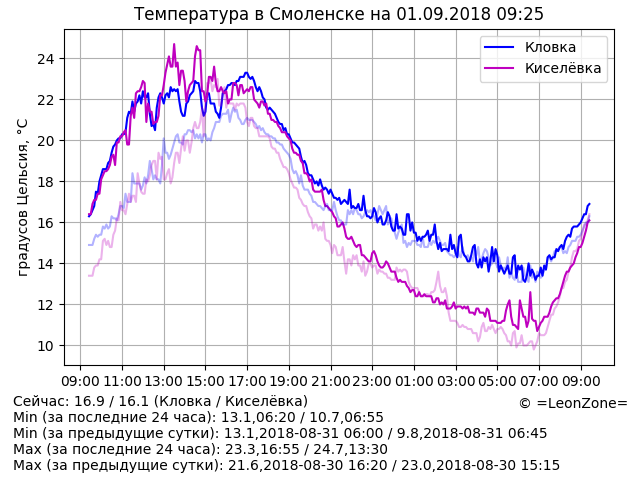 Температура в Смоленске на 01.09.2018 09:25
Кловка
Киселёвка
градусов Цельсия, °C
24
22
20
18
16
14
12
10
09:00 11:00 13:00 15:00 17:00 19:00 21:00 23:00 01:00 03:00 05:00 07:00 09:00
Сейчас: 16.9 / 16.1 (Кловка / Киселёвка)
© =LeonZone=
Min (за последние 24 часа): 13.1,06:20 / 10.7,06:55
Min (за предыдущие сутки): 13.1,2018-08-31 06:00 / 9.8,2018-08-31 06:45
Max (за последние 24 часа): 23.3,16:55 / 24.7,13:30
Max (за предыдущие сутки): 21.6,2018-08-30 16:20 / 23.0,2018-08-30 15:15